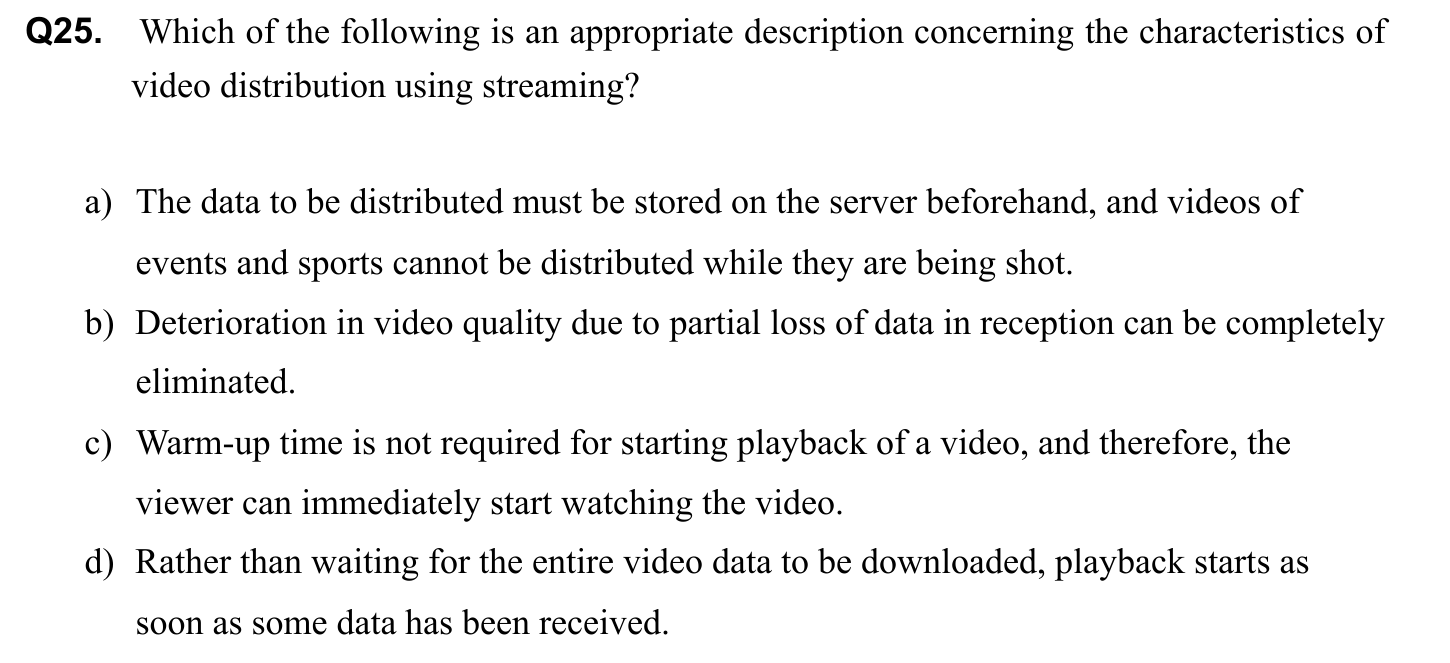 Q25. Which of the following is an appropriate description concerning the characteristics of
video distribution using streaming?
a) The data to be distributed must be stored on the server beforehand, and videos of
events and sports cannot be distributed while they are being shot.
b) Deterioration in video quality due to partial loss of data in reception can be completely
eliminated.
c) Warm-up time is not required for starting playback of a video, and therefore, the
viewer can immediately start watching the video.
d) Rather than waiting for the entire video data to be downloaded, playback starts as
soon as some data has been received.